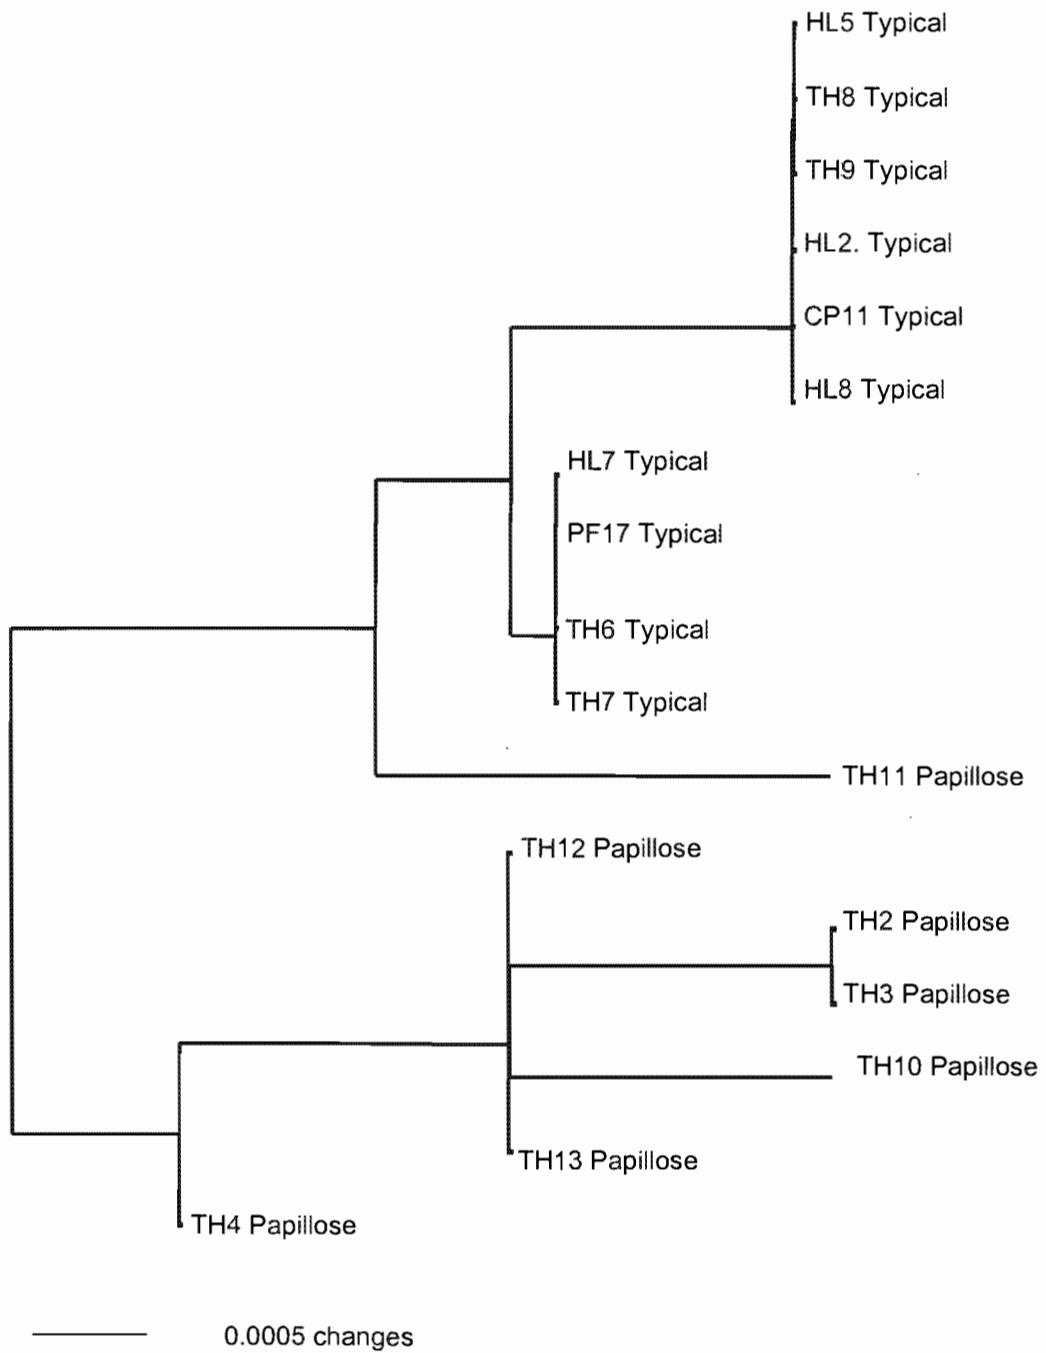 HL5 Typical
TH8 Typical
TH9 Typical
HL2. Typical
CP11 Typical
HL8 Typical
HL7 Typical
PF17 Typical
TH6 Typical
TH7 Typical
TH11 Papillose
TH12 Papillose
TH2 Papillose
TH3 Papillose
TH10 Papillose
TH13 Papillose
TH4 Papillose
0.0005 changes